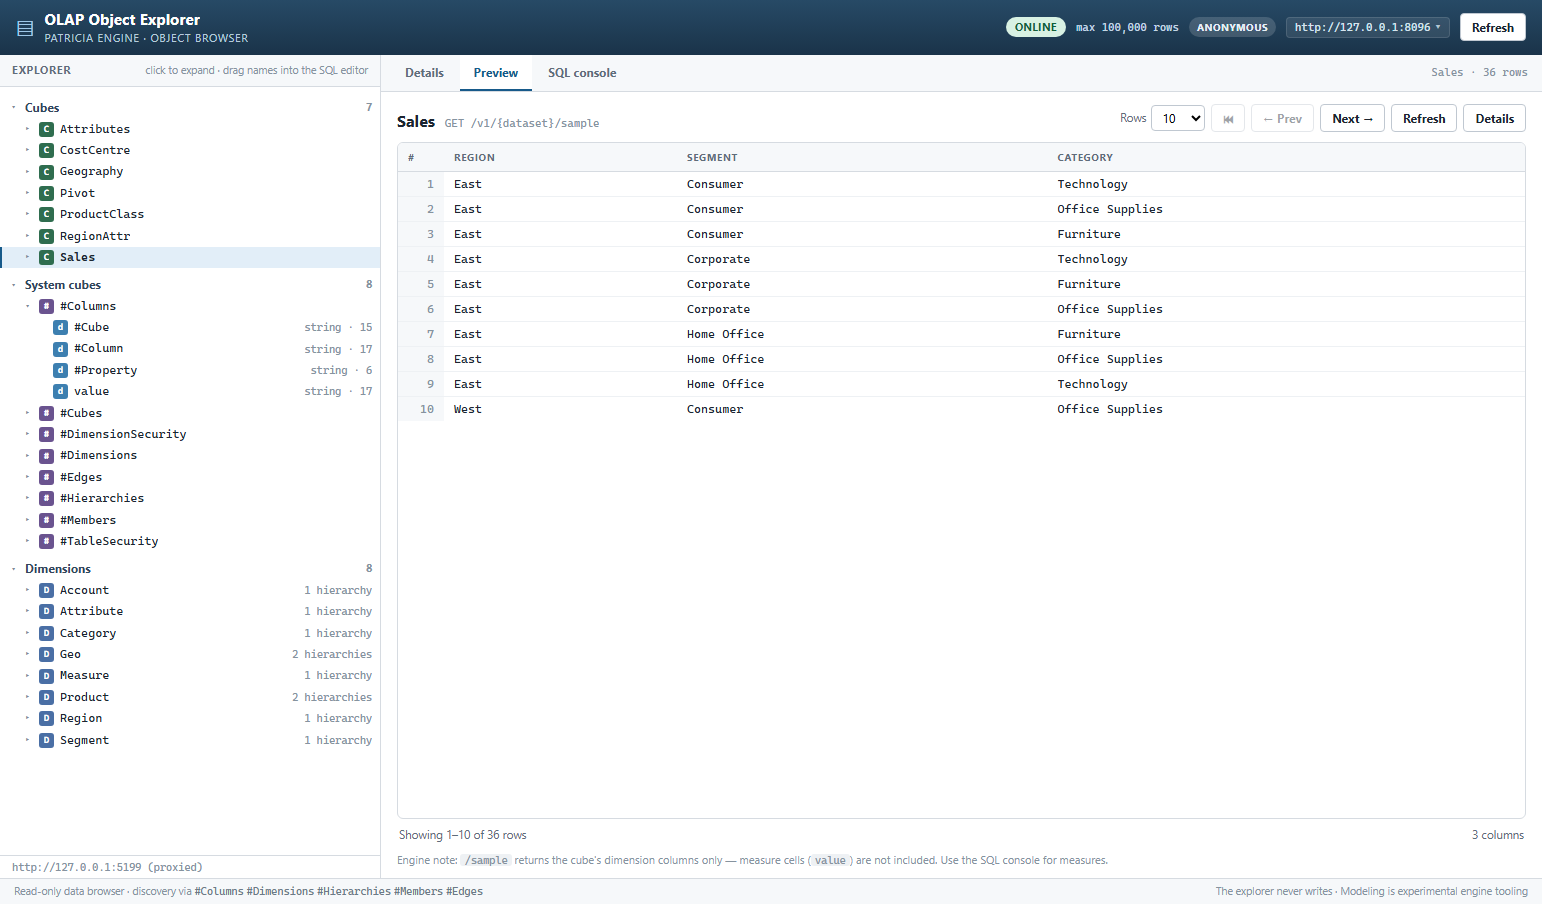 OLAP Object Explorer
PATRICIA ENGINE · OBJECT BROWSER
ONLINE max 100,000 rows ANONYMOUS http://127.0.0.1:8096 Refresh
EXPLORER click to expand · drag names into the SQL editor
Cubes 7
C Attributes
C CostCentre
C Geography
C Pivot
C ProductClass
C RegionAttr
C Sales
System cubes 8
# #Columns
d #Cube string · 15
d #Column string · 17
d #Property string · 6
d value string · 17
# #Cubes
# #DimensionSecurity
# #Dimensions
# #Edges
# #Hierarchies
# #Members
# #TableSecurity
Dimensions 8
D Account 1 hierarchy
D Attribute 1 hierarchy
D Category 1 hierarchy
D Geo 2 hierarchies
D Measure 1 hierarchy
D Product 2 hierarchies
D Region 1 hierarchy
D Segment 1 hierarchy
http://127.0.0.1:5199 (proxied)
Details Preview SQL console Sales · 36 rows
Sales GET /v1/{dataset}/sample Rows 10 ⏮ ← Prev Next → Refresh Details
# REGION SEGMENT CATEGORY
1 East Consumer Technology
2 East Consumer Office Supplies
3 East Consumer Furniture
4 East Corporate Technology
5 East Corporate Furniture
6 East Corporate Office Supplies
7 East Home Office Furniture
8 East Home Office Office Supplies
9 East Home Office Technology
10 West Consumer Office Supplies
Showing 1–10 of 36 rows 3 columns
Engine note: /sample returns the cube's dimension columns only — measure cells (value) are not included. Use the SQL console for measures.
Read-only data browser · discovery via #Columns #Dimensions #Hierarchies #Members #Edges The explorer never writes · Modeling is experimental engine tooling